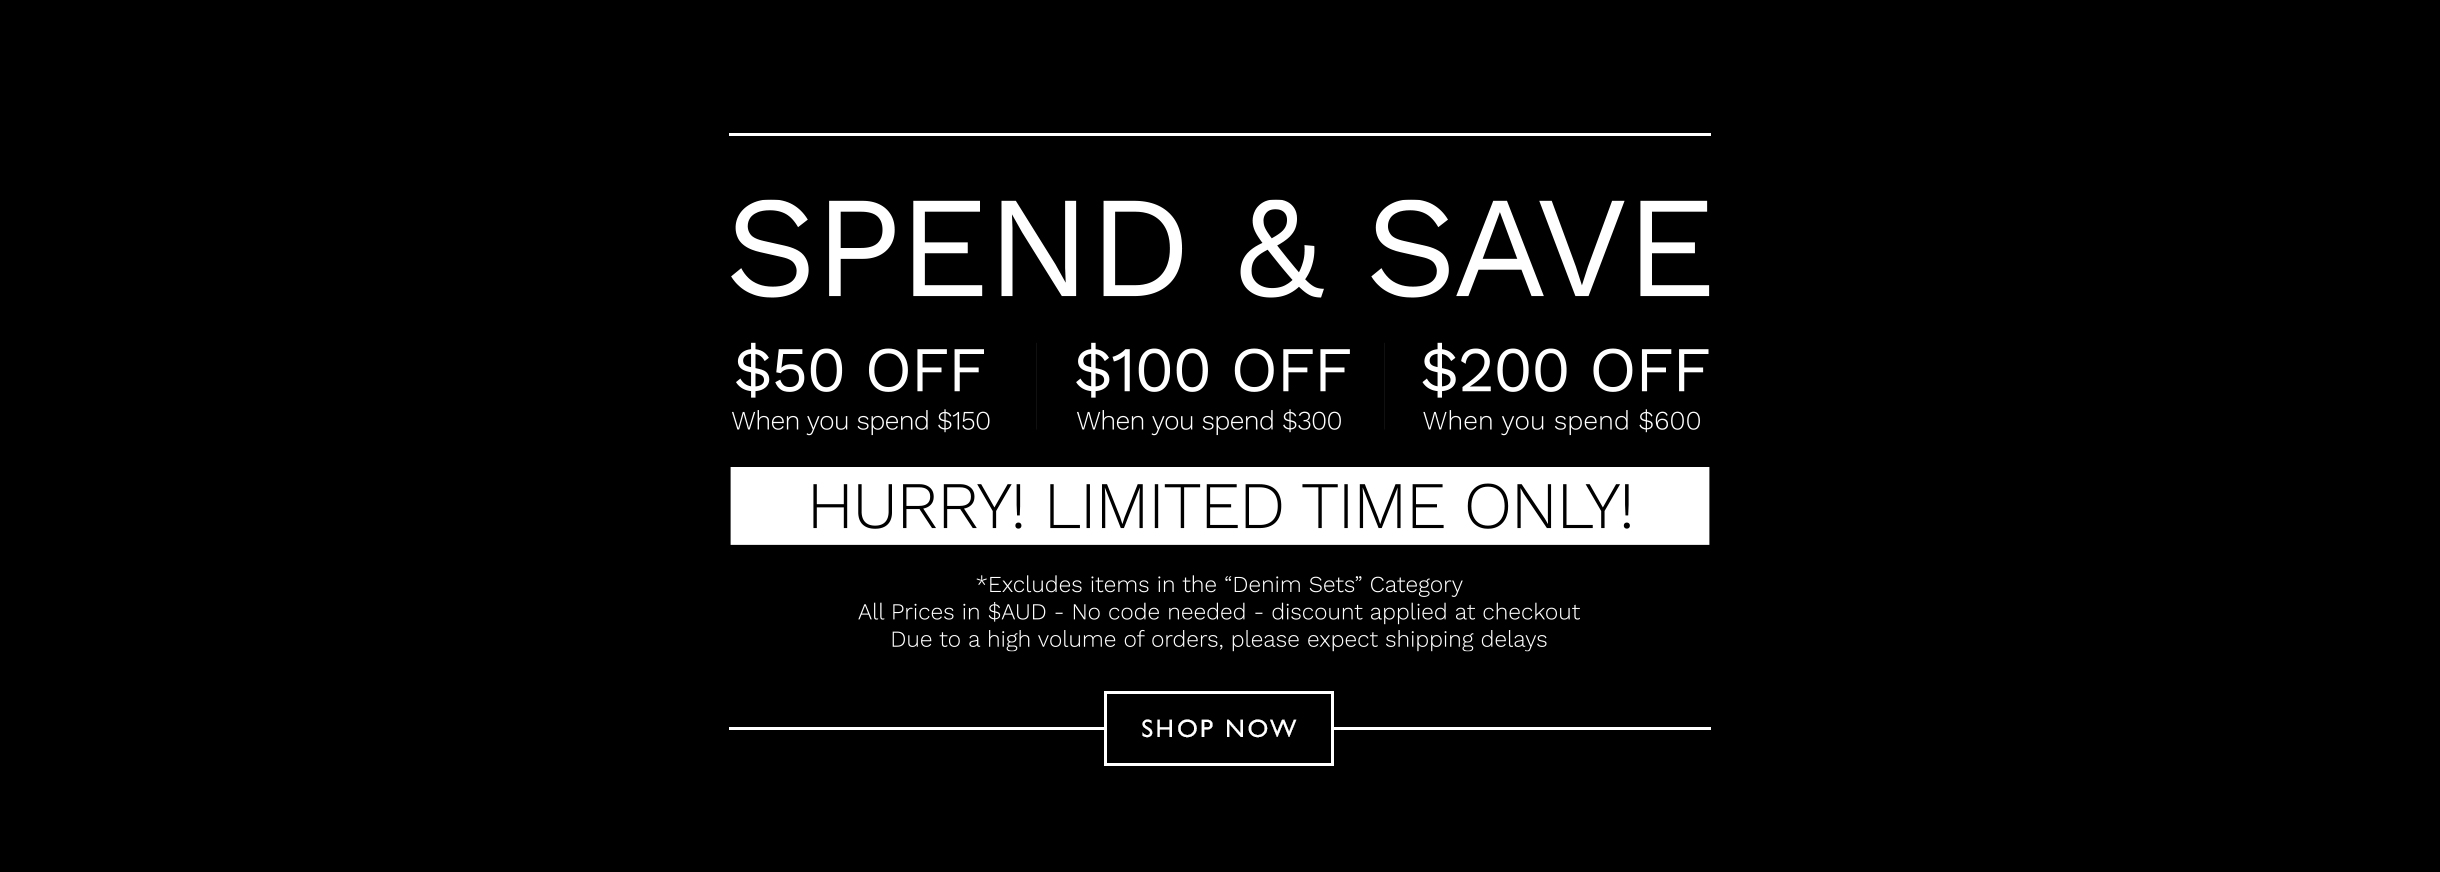 SPEND & SAVE
$50 OFF
When you spend $150
$100 OFF
When you spend $300
$200 OFF
When you spend $600
HURRY! LIMITED TIME ONLY!
*Excludes items in the “Denim Sets” Category
All Prices in $AUD - No code needed - discount applied at checkout
Due to a high volume of orders, please expect shipping delays
SHOP NOW